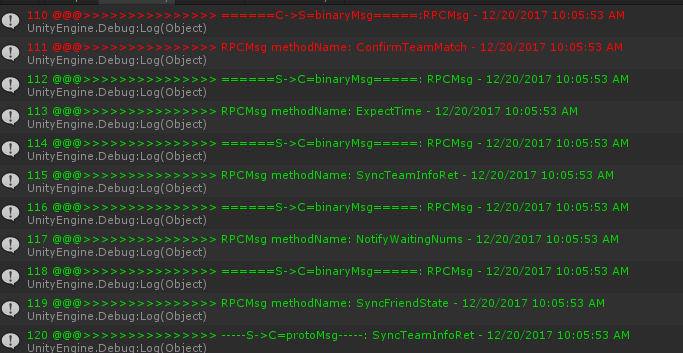 110 @@@>>>>>>>>>>>>>>>> ======C->S=binaryMsg=====:RPCMsg - 12/20/2017 10:05:53 AM
UnityEngine.Debug:Log(Object)
111 @@@>>>>>>>>>>>>>>>> RPCMsg methodName: ConfirmTeamMatch - 12/20/2017 10:05:53 AM
UnityEngine.Debug:Log(Object)
112 @@@>>>>>>>>>>>>>>>> ======S->C=binaryMsg=====: RPCMsg - 12/20/2017 10:05:53 AM
UnityEngine.Debug:Log(Object)
113 @@@>>>>>>>>>>>>>>>> RPCMsg methodName: ExpectTime - 12/20/2017 10:05:53 AM
UnityEngine.Debug:Log(Object)
114 @@@>>>>>>>>>>>>>>>> ======S->C=binaryMsg=====: RPCMsg - 12/20/2017 10:05:53 AM
UnityEngine.Debug:Log(Object)
115 @@@>>>>>>>>>>>>>>>> RPCMsg methodName: SyncTeamInfoRet - 12/20/2017 10:05:53 AM
UnityEngine.Debug:Log(Object)
116 @@@>>>>>>>>>>>>>>>> ======S->C=binaryMsg=====: RPCMsg - 12/20/2017 10:05:53 AM
UnityEngine.Debug:Log(Object)
117 @@@>>>>>>>>>>>>>>>> RPCMsg methodName: NotifyWaitingNums - 12/20/2017 10:05:53 AM
UnityEngine.Debug:Log(Object)
118 @@@>>>>>>>>>>>>>>>> ======S->C=binaryMsg=====: RPCMsg - 12/20/2017 10:05:53 AM
UnityEngine.Debug:Log(Object)
119 @@@>>>>>>>>>>>>>>>> RPCMsg methodName: SyncFriendState - 12/20/2017 10:05:53 AM
UnityEngine.Debug:Log(Object)
120 @@@>>>>>>>>>>>>>>>> -----S->C=protoMsg-----: SyncTeamInfoRet - 12/20/2017 10:05:53 AM
UnityEngine.Debug:Log(Object)